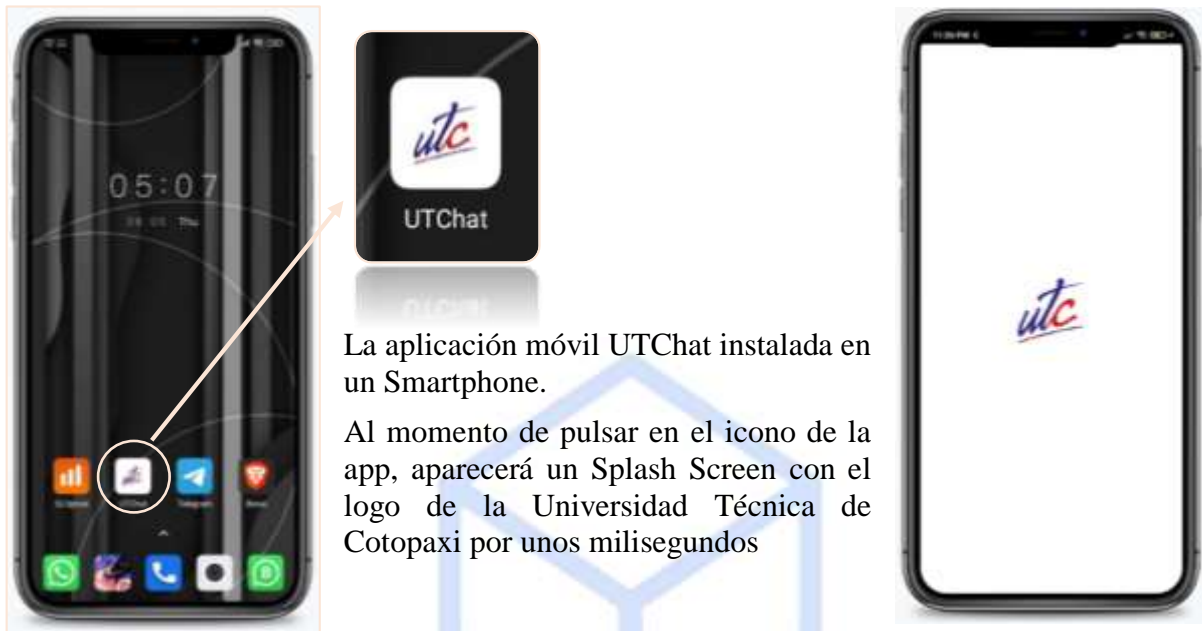 05:07
Thu
utc
UTChat
Telegram
La aplicación móvil UTChat instalada en
un Smartphone.
Al momento de pulsar en el icono de la
app, aparecerá un Splash Screen con el
logo de la Universidad Técnica de
Cotopaxi por unos milisegundos
utc